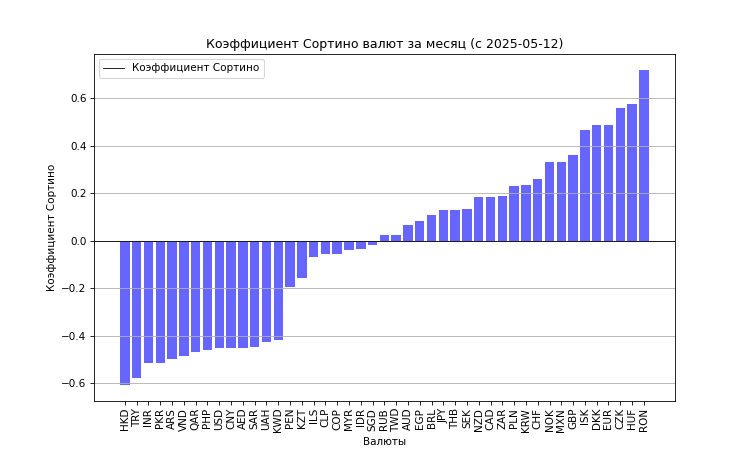 Коэффициент Сортино валют за месяц (с 2025-05-12)
Коэффициент Сортино
Коэффициент Сортино
0.6
0.4
0.2
0.0
−0.2
−0.4
−0.6
HKD
TRY
INR
PKR
ARS
VND
QAR
PHP
USD
CNY
AED
SAR
UAH
KWD
PEN
KZT
ILS
CLP
COP
MYR
IDR
SGD
RUB
TWD
AUD
EGP
BRL
JPY
THB
SEK
NZD
CAD
ZAR
PLN
KRW
CHF
NOK
MXN
GBP
ISK
DKK
EUR
CZK
HUF
RON
Валюты